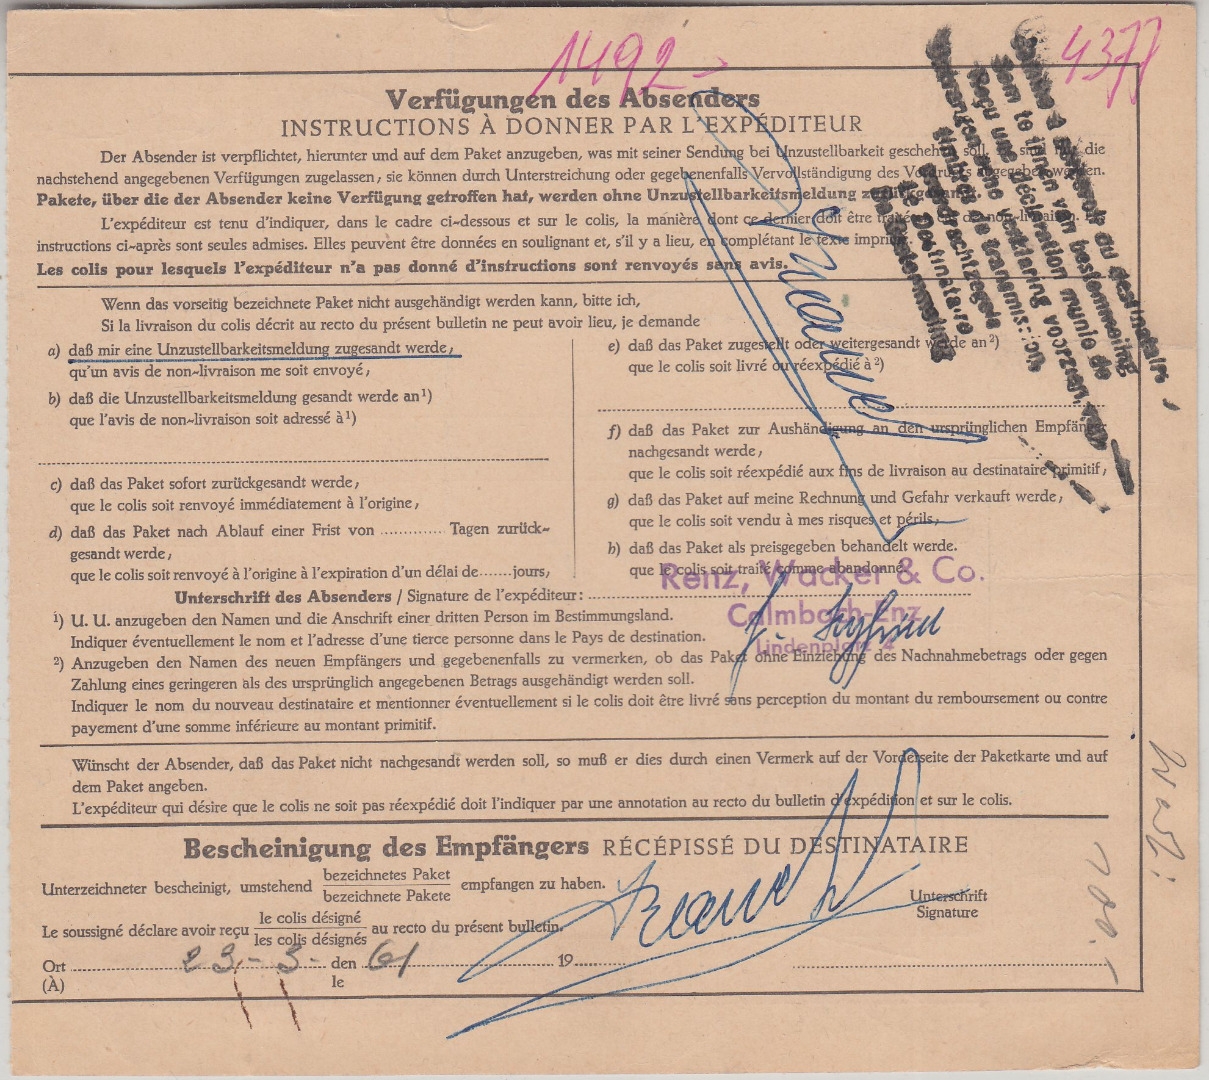 1492 4377
Verfügungen des Absenders
INSTRUCTIONS À DONNER PAR L'EXPÉDITEUR
Der Absender ist verpflichtet, hierunter und auf dem Paket anzugeben, was mit seiner Sendung bei Unzustellbarkeit geschehen soll. die
nachstehend angegebenen Verfügungen zugelassen; sie können durch Unterstreichung oder gegebenenfalls Vervollständigung des Vordrucks abgegeben werden.
Pakete, über die der Absender keine Verfügung getroffen hat, werden ohne Unzustellbarkeitsmeldung
L'expéditeur est tenu d'indiquer, dans le cadre ci-dessous et sur le colis, la manière dont ce dernier doit être traité en cas de non-livraison.
instructions ci-après sont seules admises. Elles peuvent être données en soulignant et, s'il y a lieu, en complétant le texte imprimé.
Les colis pour lesquels l'expéditeur n'a pas donné d'instructions sont renvoyés sans avis.
Wenn das vorseitig bezeichnete Paket nicht ausgehändigt werden kann, bitte ich,
Si la livraison du colis décrit au recto du présent bulletin ne peut avoir lieu, je demande
a) daß mir eine Unzustellbarkeitsmeldung zugesandt werde,
qu'un avis de non-livraison me soit envoyé,
b) daß die Unzustellbarkeitsmeldung gesandt werde an¹)
que l'avis de non-livraison soit adressé à¹)
c) daß das Paket sofort zurückgesandt werde,
que le colis soit renvoyé immédiatement à l'origine,
d) daß das Paket nach Ablauf einer Frist von ............. Tagen zurück-
gesandt werde,
que le colis soit renvoyé à l'origine à l'expiration d'un délai de ...... jours,
e) daß das Paket zugestellt oder weitergesandt werde an²)
que le colis soit livré ou réexpédié à²)
f) daß das Paket zur Aushändigung an den ursprünglichen Empfänger
nachgesandt werde,
que le colis soit réexpédié aux fins de livraison au destinataire primitif,
g) daß das Paket auf meine Rechnung und Gefahr verkauft werde,
que le colis soit vendu à mes risques et périls,
h) daß das Paket als preisgegeben behandelt werde.
que le colis soit traité comme abandonné.
Renz, Wacker & Co.
Calmbach-Enz
Lindenplatz 4
Unterschrift des Absenders / Signature de l'expéditeur:
¹) U. U. anzugeben den Namen und die Anschrift einer dritten Person im Bestimmungsland.
Indiquer éventuellement le nom et l'adresse d'une tierce personne dans le Pays de destination.
²) Anzugeben den Namen des neuen Empfängers und gegebenenfalls zu vermerken, ob das Paket ohne Einziehung des Nachnahmebetrags oder gegen
Zahlung eines geringeren als des ursprünglich angegebenen Betrags ausgehändigt werden soll.
Indiquer le nom du nouveau destinataire et mentionner éventuellement si le colis doit être livré sans perception du montant du remboursement ou contre
payement d'une somme inférieure au montant primitif.
Wünscht der Absender, daß das Paket nicht nachgesandt werden soll, so muß er dies durch einen Vermerk auf der Vorderseite der Paketkarte und auf
dem Paket angeben.
L'expéditeur qui désire que le colis ne soit pas réexpédié doit l'indiquer par une annotation au recto du bulletin d'expédition et sur le colis.
Bescheinigung des Empfängers RÉCÉPISSÉ DU DESTINATAIRE
Unterzeichneter bescheinigt, umstehend bezeichnetes Paket
bezeichnete Pakete empfangen zu haben.
Unterschrift
Signature
Le soussigné déclare avoir reçu le colis désigné
les colis désignés au recto du présent bulletin.
Ort 23 - 3 - den 61 19
(À) le